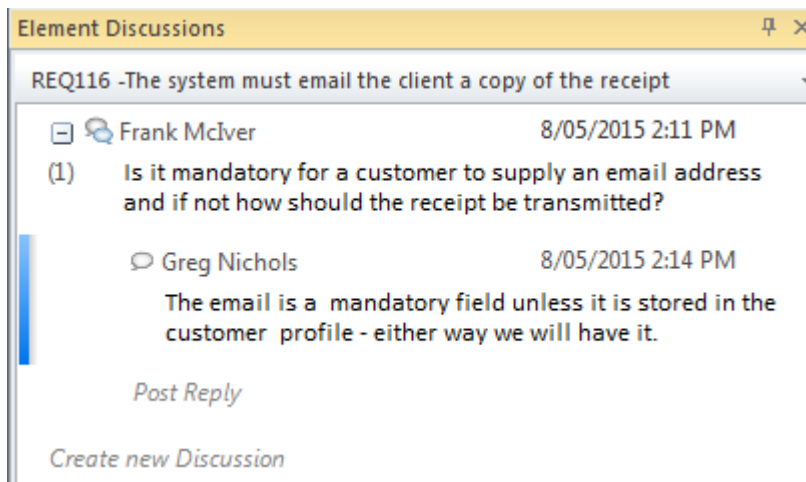 Element Discussions
REQ116 -The system must email the client a copy of the receipt
Frank McIver 8/05/2015 2:11 PM
(1) Is it mandatory for a customer to supply an email address
and if not how should the receipt be transmitted?
Greg Nichols 8/05/2015 2:14 PM
The email is a  mandatory field unless it is stored in the
customer  profile - either way we will have it.
Post Reply
Create new Discussion